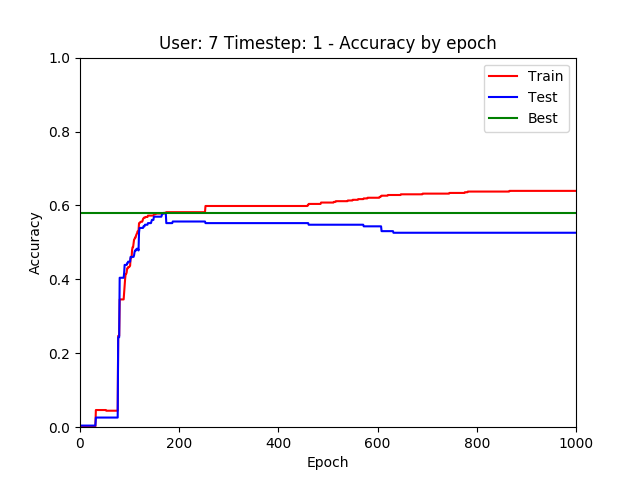 User: 7 Timestep: 1 - Accuracy by epoch
1.0
0.8
0.6
0.4
0.2
0.0
Accuracy
0 200 400 600 800 1000
Epoch
Train
Test
Best